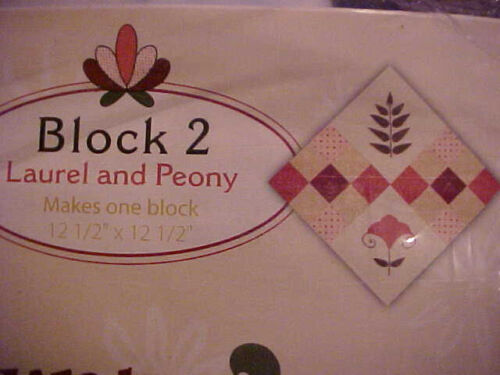 Block 2
Laurel and Peony
Makes one block
12 1/2" x 12 1/2"